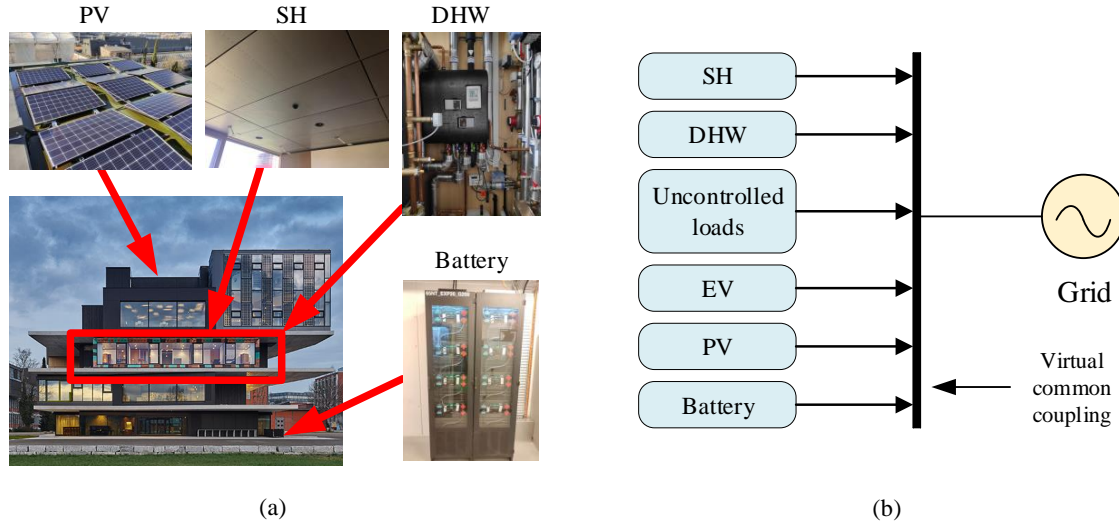 PV
SH
DHW
Battery
(a)
SH
DHW
Uncontrolled
loads
EV
PV
Battery
Grid
Virtual
common
coupling
(b)